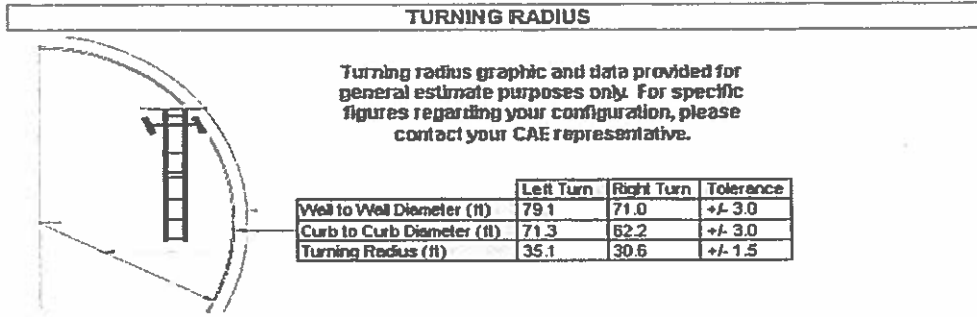 TURNING RADIUS
Turning radius graphic and data provided for
general estimate purposes only. For specific
figures regarding your configuration, please
contact your CAE representative.
Left Turn Right Turn Tolerance
Wall to Wall Diameter (ft) 79.1 71.0 +/- 3.0
Curb to Curb Diameter (ft) 71.3 62.2 +/- 3.0
Turning Radius (ft) 35.1 30.6 +/- 1.5